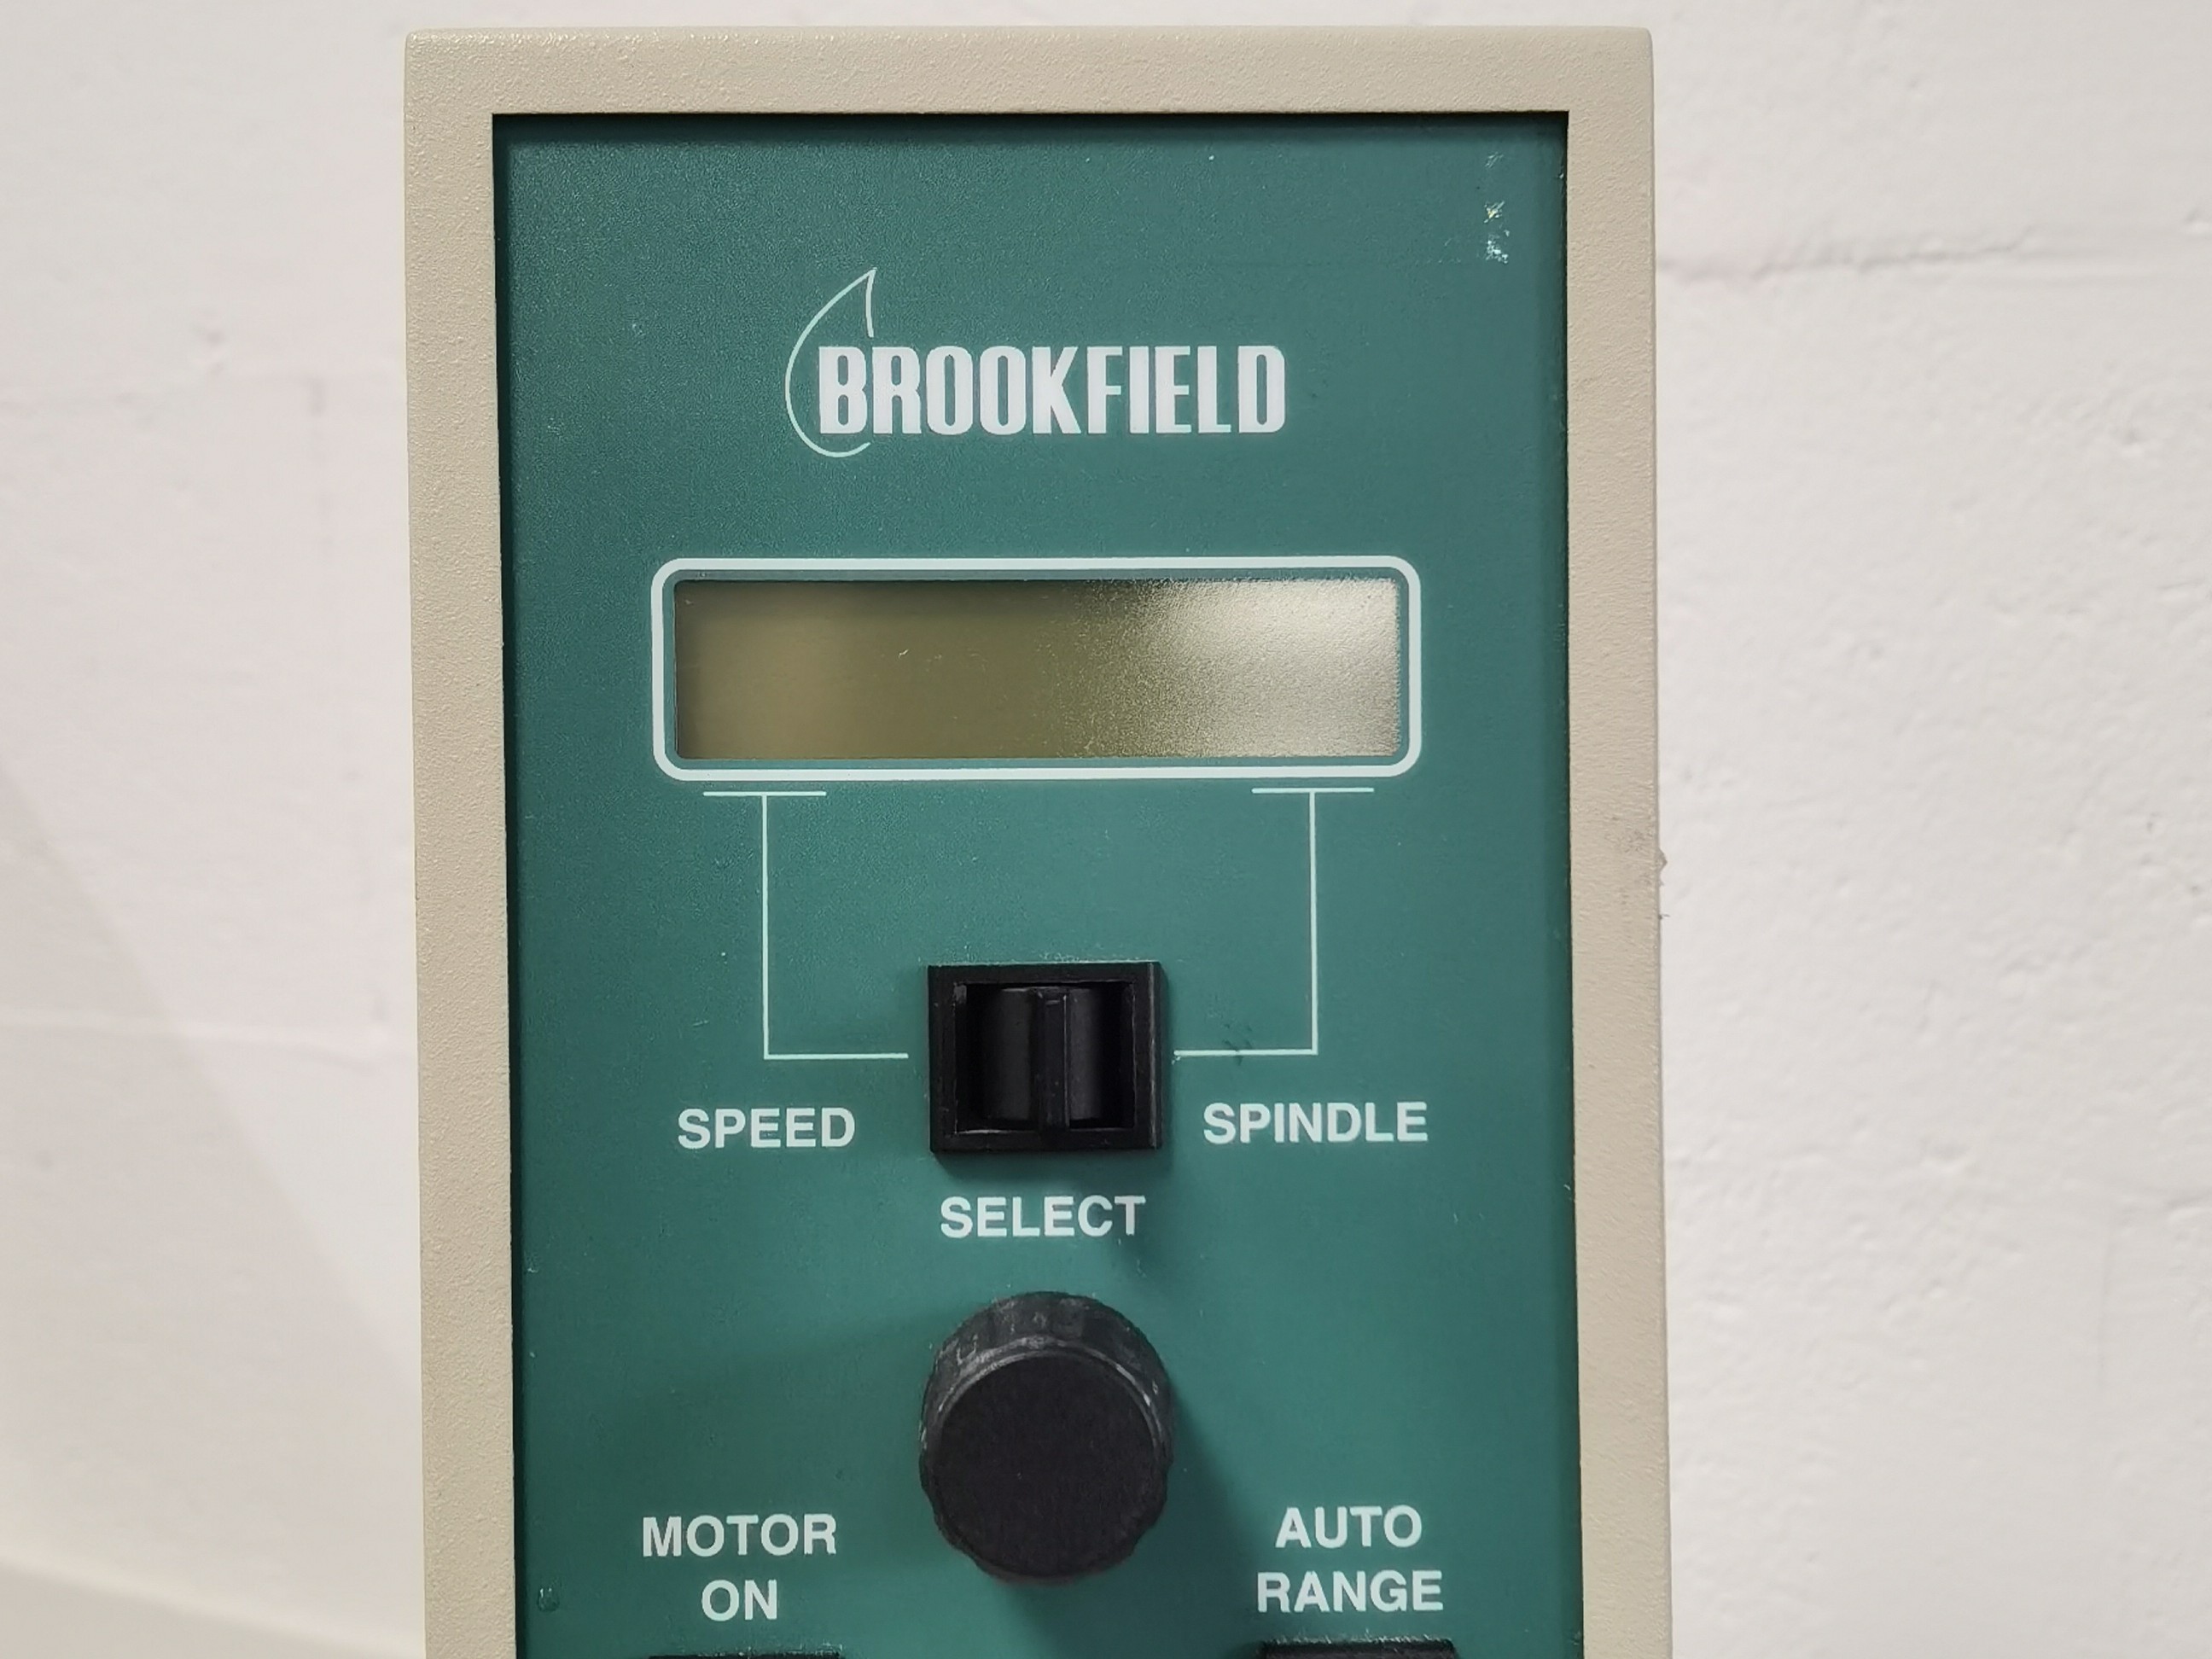 BROOKFIELD
SPEED
SPINDLE
SELECT
MOTOR
ON
AUTO
RANGE